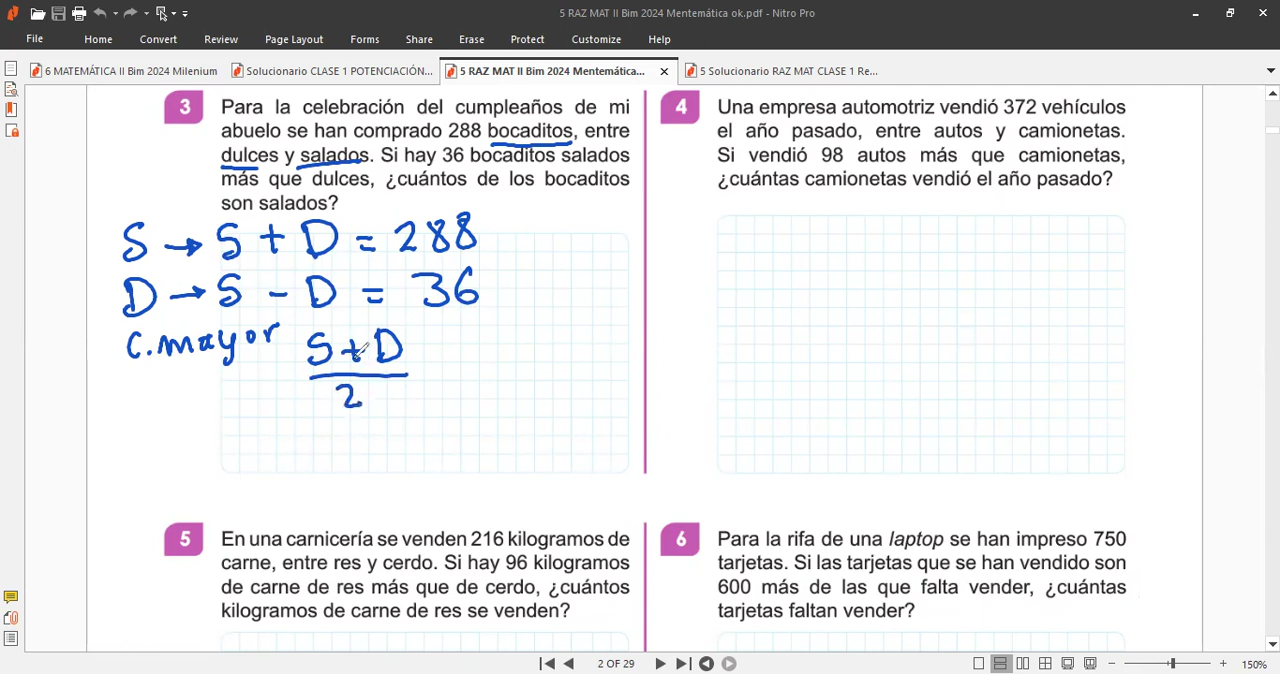 5 RAZ MAT II Bim 2024 Mentemática ok.pdf - Nitro Pro
File Home Convert Review Page Layout Forms Share Erase Protect Customize Help
6 MATEMÁTICA II Bim 2024 Milenium
Solucionario CLASE 1 POTENCIACIÓN...
5 RAZ MAT II Bim 2024 Mentemática...
5 Solucionario RAZ MAT CLASE 1 Re...
3
Para la celebración del cumpleaños de mi
abuelo se han comprado 288 bocaditos, entre
dulces y salados. Si hay 36 bocaditos salados
más que dulces, ¿cuántos de los bocaditos
son salados?
S → S + D = 288
D → S - D = 36
C. mayor S + D
2
4
Una empresa automotriz vendió 372 vehículos
el año pasado, entre autos y camionetas.
Si vendió 98 autos más que camionetas,
¿cuántas camionetas vendió el año pasado?
5
En una carnicería se venden 216 kilogramos de
carne, entre res y cerdo. Si hay 96 kilogramos
de carne de res más que de cerdo, ¿cuántos
kilogramos de carne de res se venden?
6
Para la rifa de una laptop se han impreso 750
tarjetas. Si las tarjetas que se han vendido son
600 más de las que falta vender, ¿cuántas
tarjetas faltan vender?
2 OF 29
150%